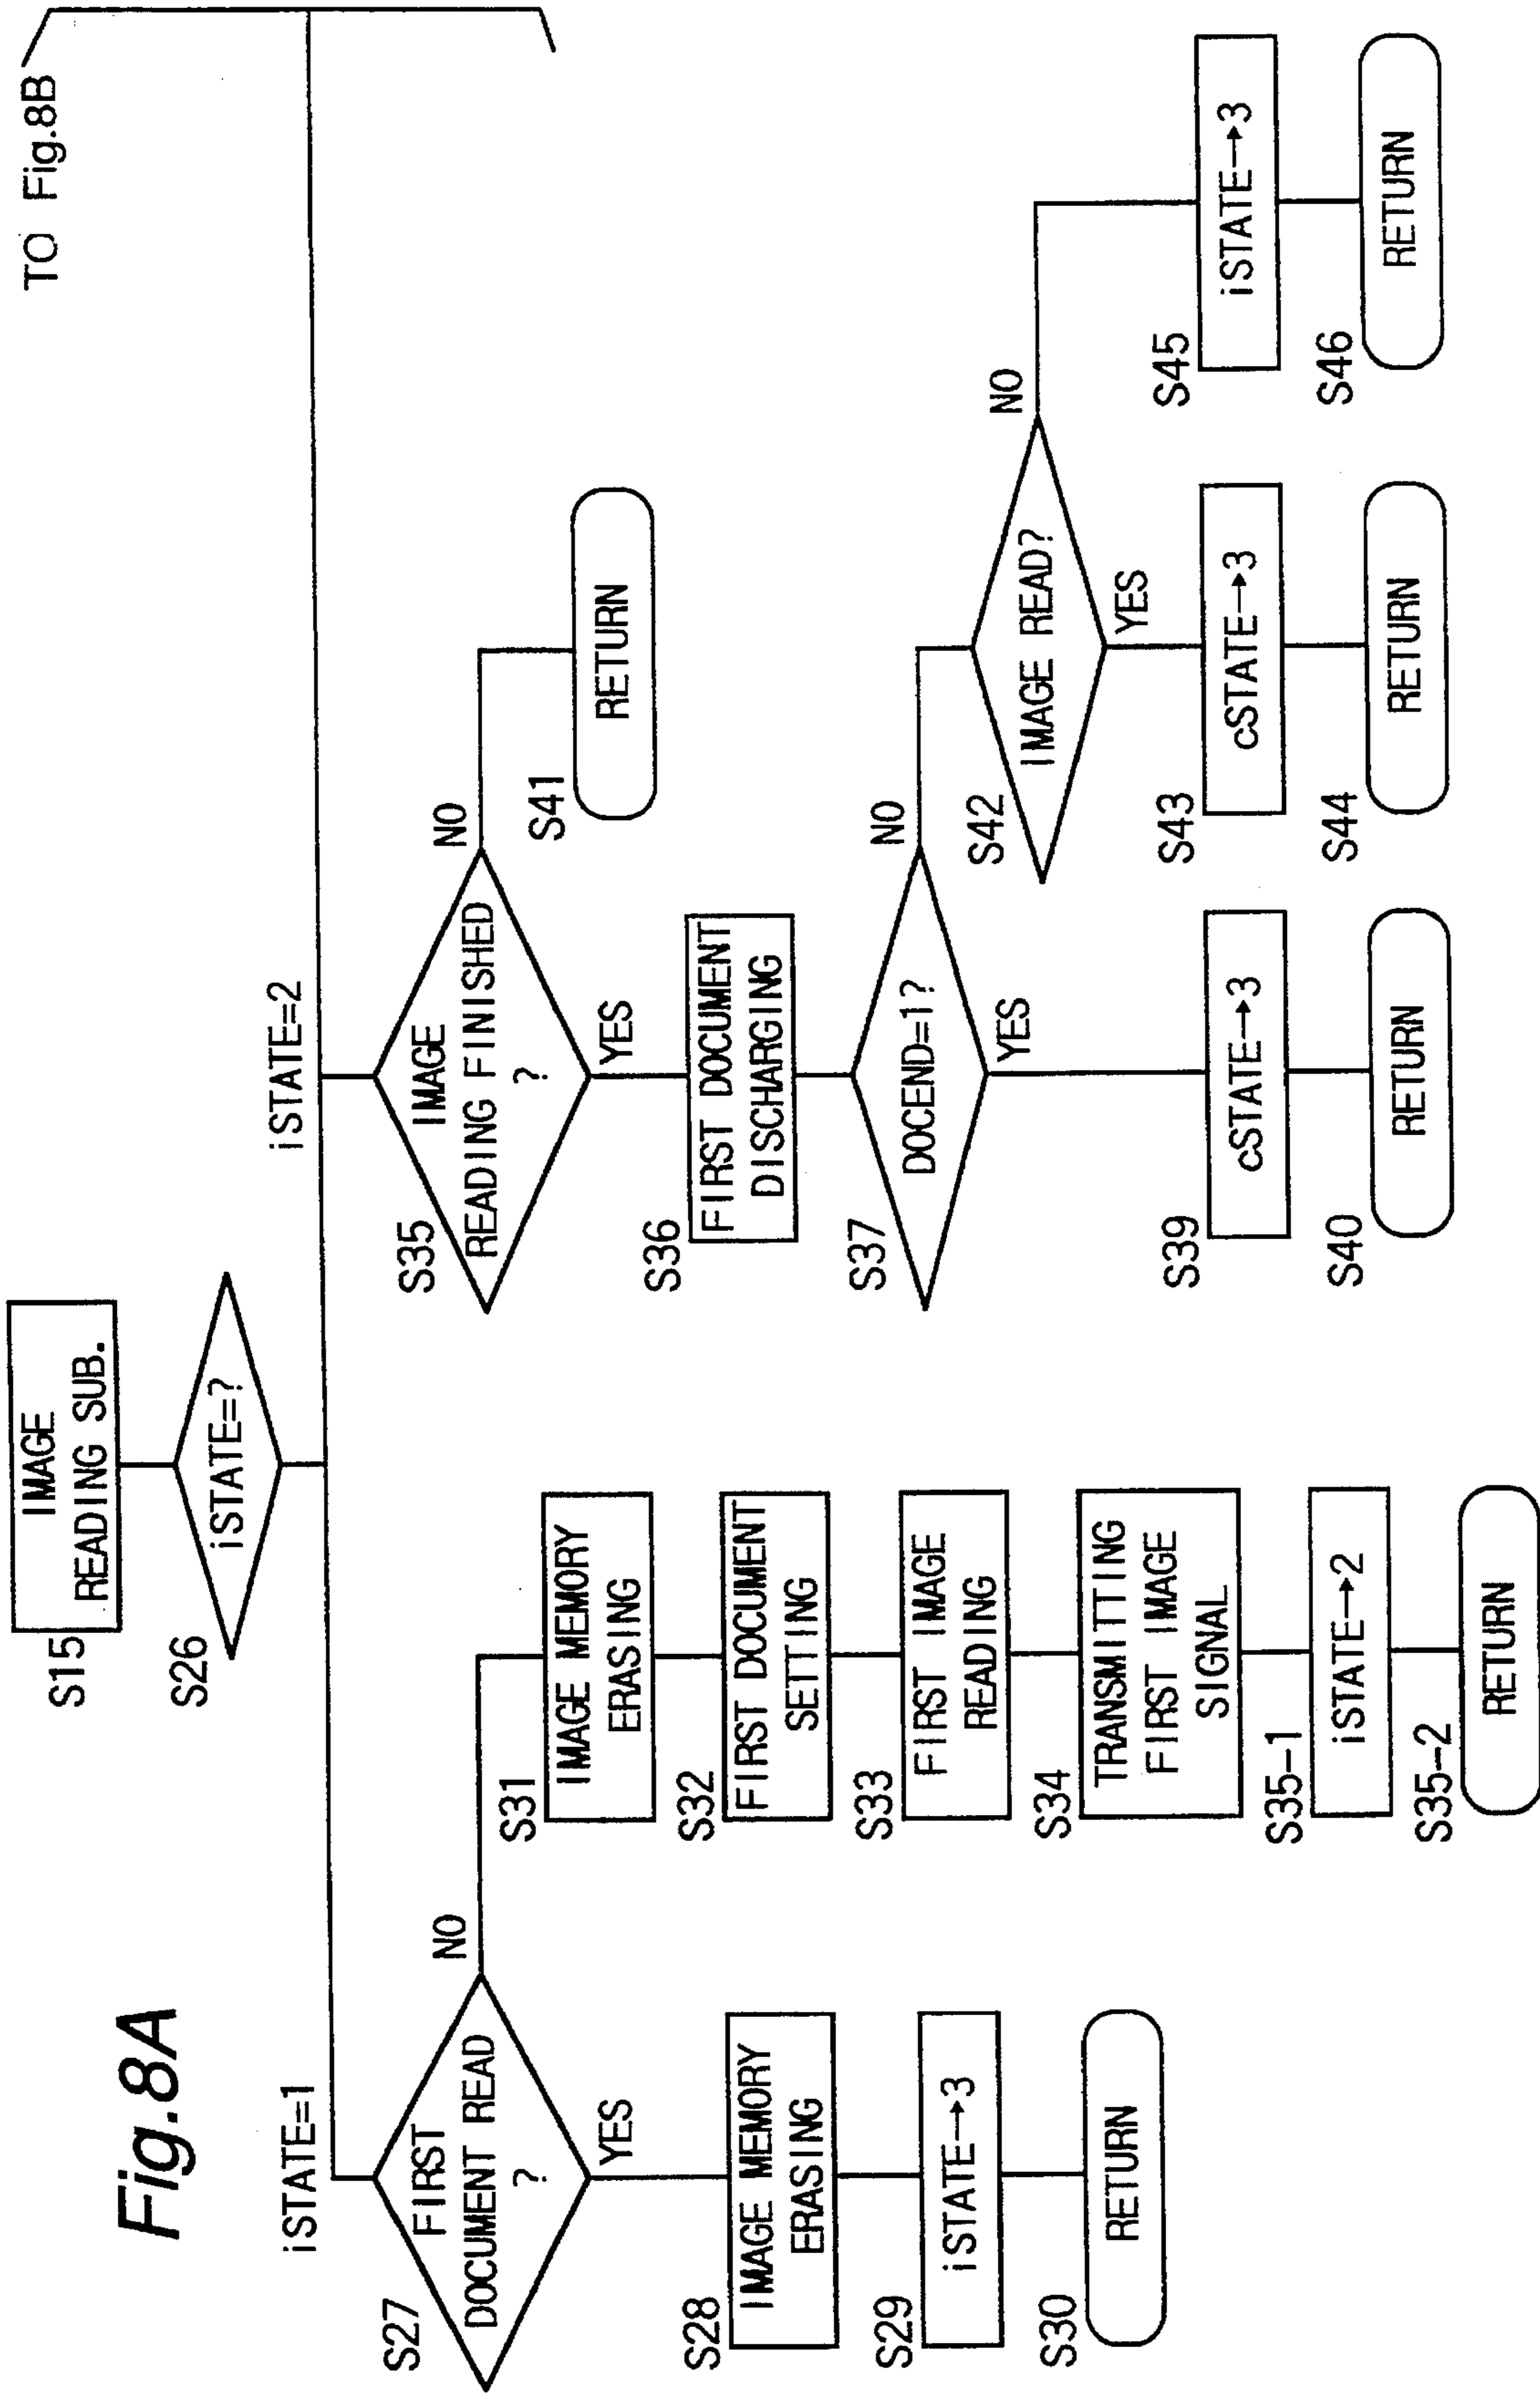 Fig.8A
TO Fig.8B
S15
IMAGE
READING SUB.
S26
iSTATE=?
iSTATE=1
S27
FIRST
DOCUMENT READ
?
NO
YES
S28
IMAGE MEMORY
ERASING
S29
iSTATE→3
S30
RETURN
S31
IMAGE MEMORY
ERASING
S32
FIRST DOCUMENT
SETTING
S33
FIRST IMAGE
READING
S34
TRANSMITTING
FIRST IMAGE
SIGNAL
S35-1
iSTATE→2
S35-2
RETURN
iSTATE=2
S35
IMAGE
READING FINISHED
?
NO
YES
S41
RETURN
S36
FIRST DOCUMENT
DISCHARGING
S37
DOCEND=1?
NO
YES
S39
cSTATE→3
S40
RETURN
S42
IMAGE READ?
NO
YES
S43
cSTATE→3
S44
RETURN
S45
iSTATE→3
S46
RETURN